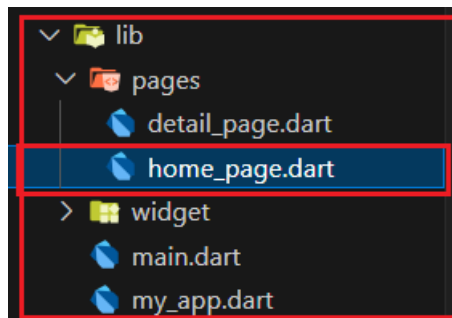 lib
pages
detail_page.dart
home_page.dart
widget
main.dart
my_app.dart